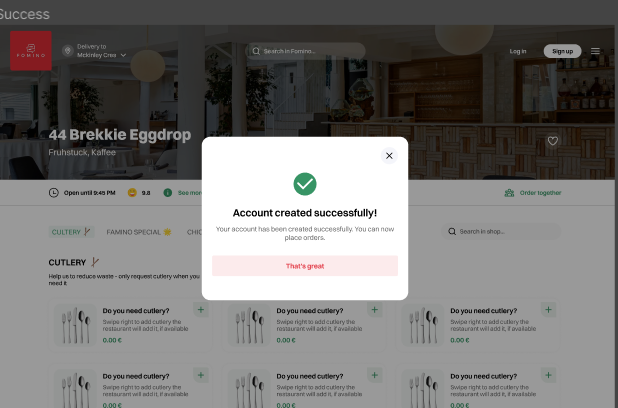 Success
FOMINO
Delivery to
Mckinley Crea
Search in Fomino...
Log in
Sign up
44 Brekkie Eggdrop
Fruhstuck, Kaffee
Open until 9:45 PM
9.8
See mor
Order together
Account created successfully!
Your account has been created successfully. You can now
place orders.
That's great
CULTERY
FAMINO SPECIAL
CHIC
Search in shop...
CUTLERY
Help us to reduce waste - only request cutlery when you
need it
Do you need cutlery?
Swipe right to add cutlery the
restaurant will add it, if available
0.00 €
Do you need cutlery?
Swipe right to add cutlery the
restaurant will add it, if available
0.00 €
Do you need cutlery?
Swipe right to add cutlery the
restaurant will add it, if available
0.00 €
Do you need cutlery?
Swipe right to add cutlery the
restaurant will add it, if available
0.00 €
Do you need cutlery?
Swipe right to add cutlery the
restaurant will add it, if available
0.00 €
Do you need cutlery?
Swipe right to add cutlery the
restaurant will add it, if available
0.00 €